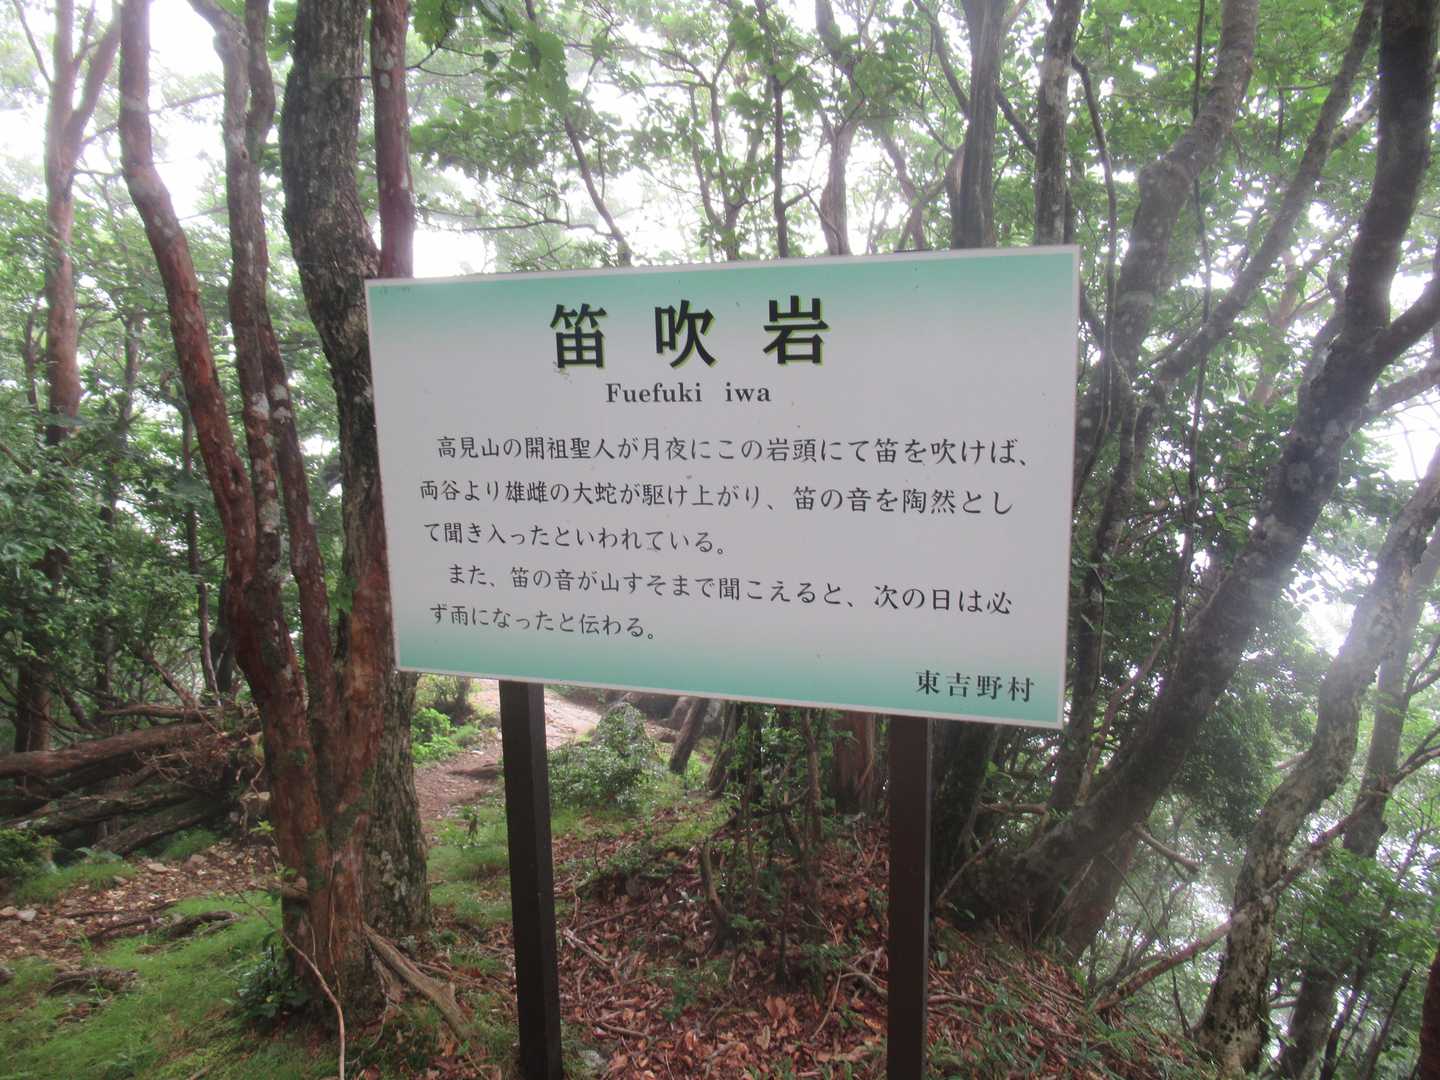 笛吹岩
Fuefuki iwa
高見山の開祖聖人が月夜にこの岩頭にて笛を吹けば、
両谷より雄雌の大蛇が駆け上がり、笛の音を陶然とし
て聞き入ったといわれている。
また、笛の音が山すそまで聞こえると、次の日は必
ず雨になったと伝わる。
東吉野村